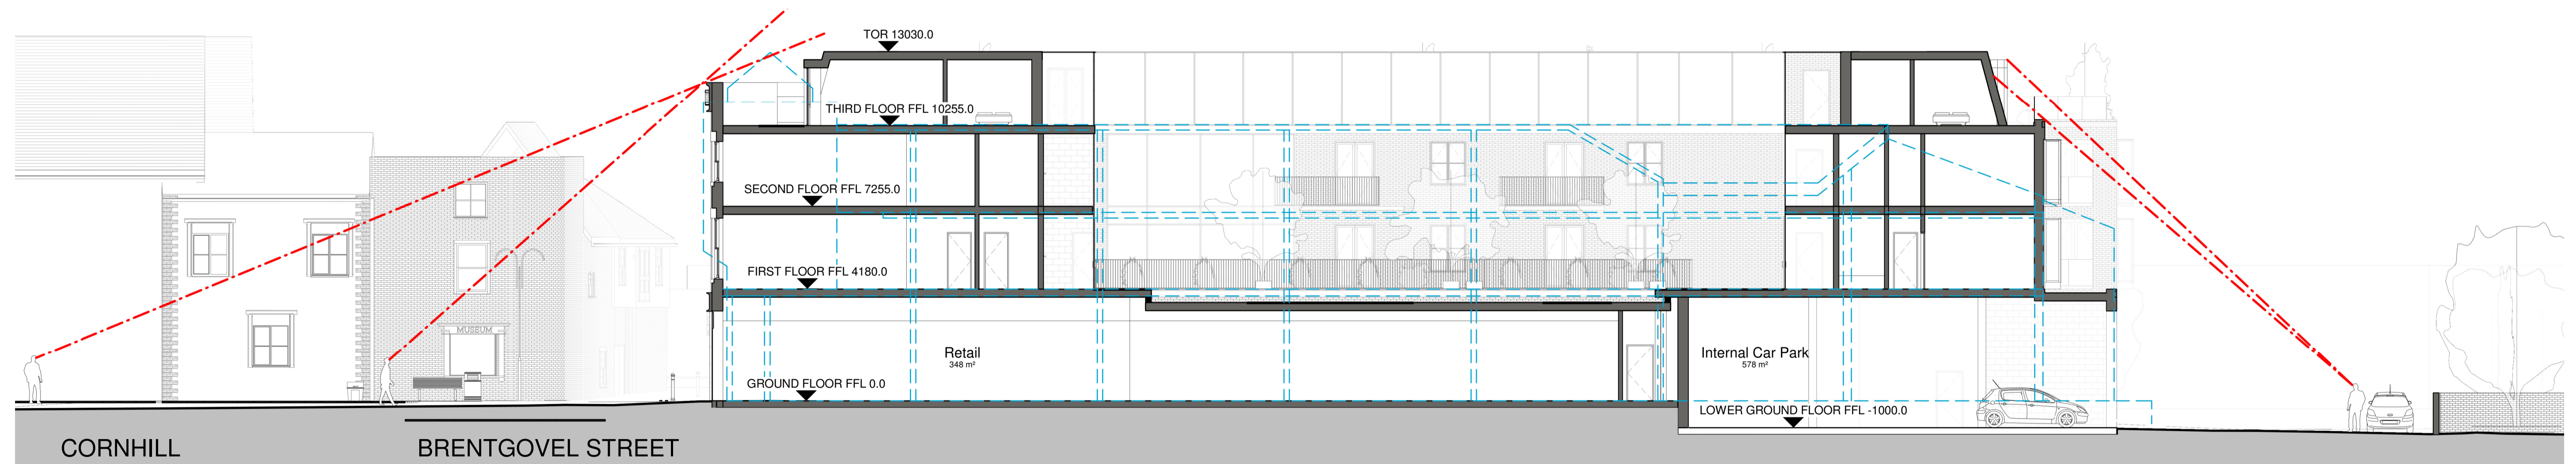 TOR 13030.0
THIRD FLOOR FFL 10255.0
SECOND FLOOR FFL 7255.0
FIRST FLOOR FFL 4180.0
MUSEUM
Retail
348 m²
Internal Car Park
578 m²
GROUND FLOOR FFL 0.0
LOWER GROUND FLOOR FFL -1000.0
CORNHILL
BRENTGOVEL STREET